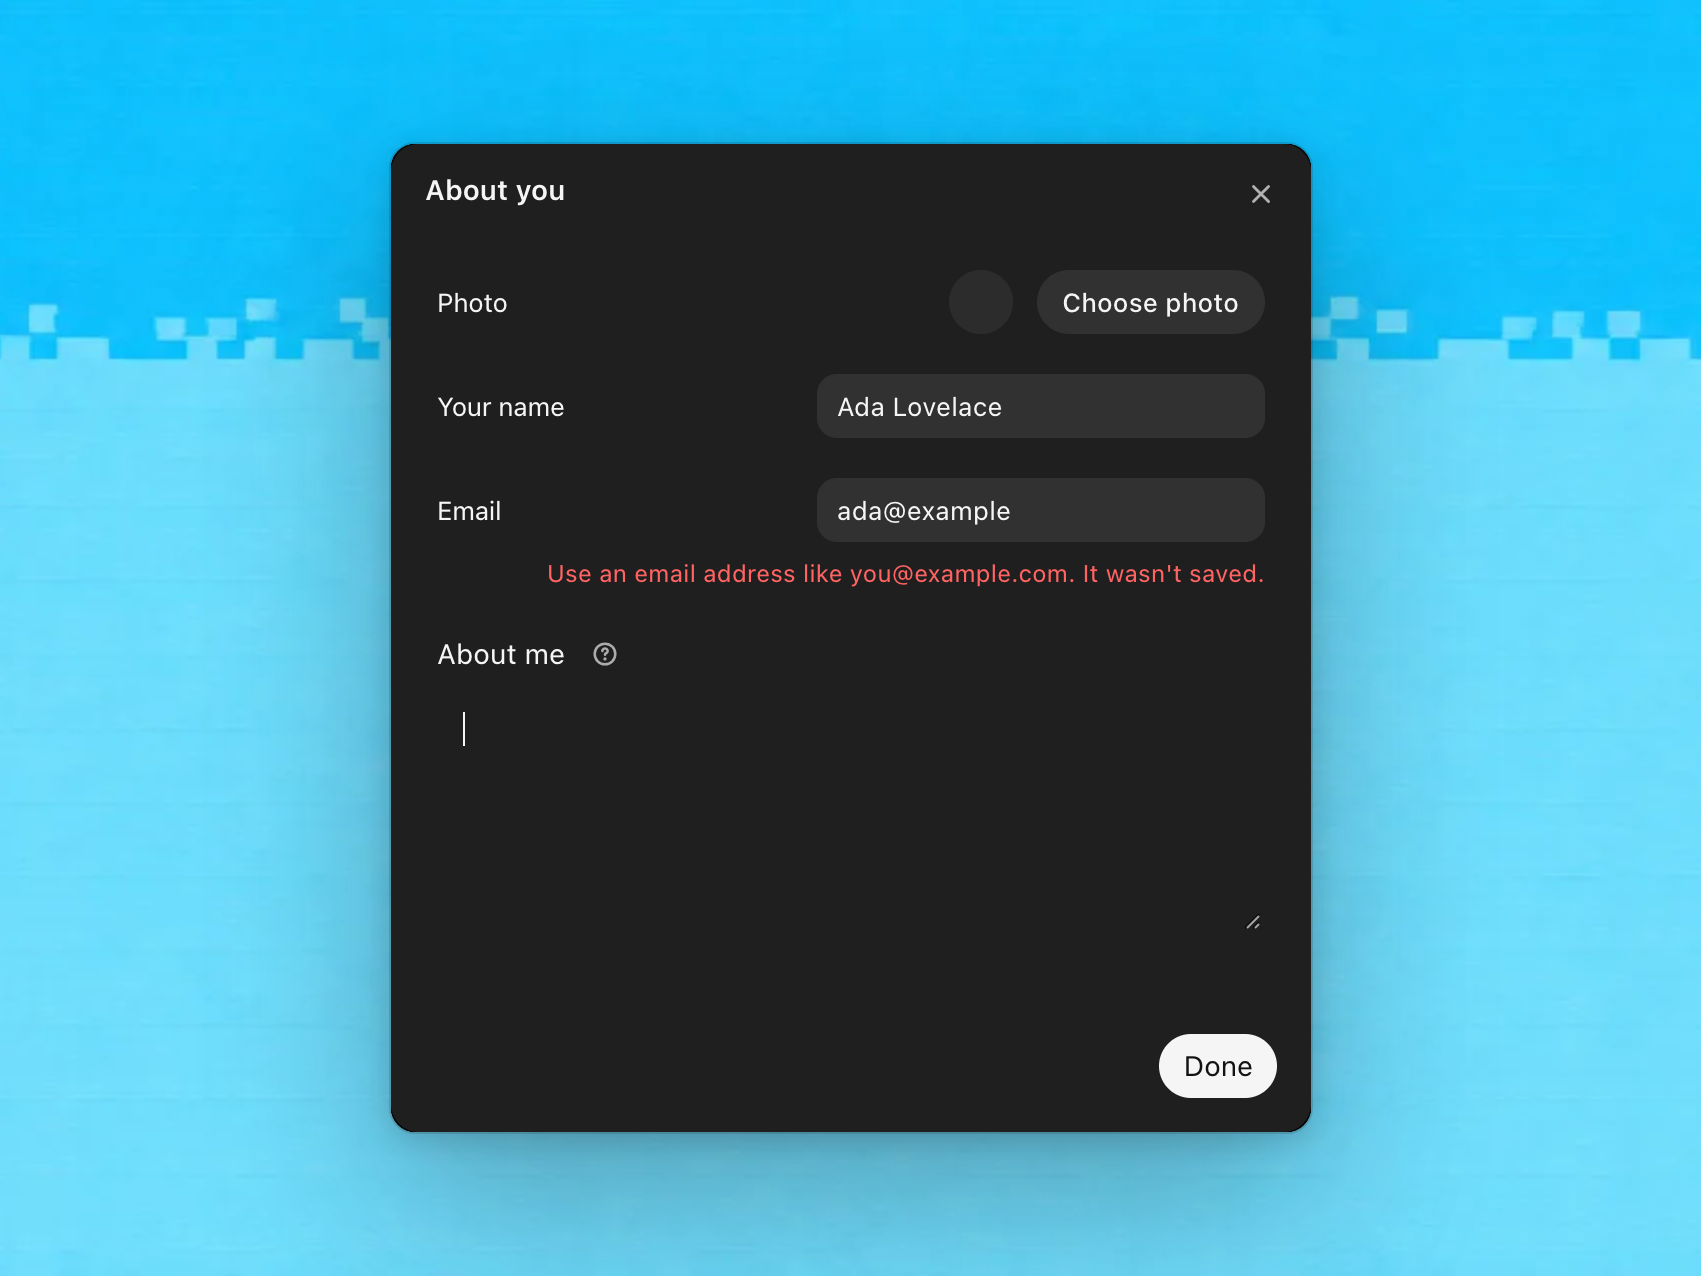 About you
Photo
Choose photo
Your name
Ada Lovelace
Email
ada@example
Use an email address like you@example.com. It wasn't saved.
About me
Done